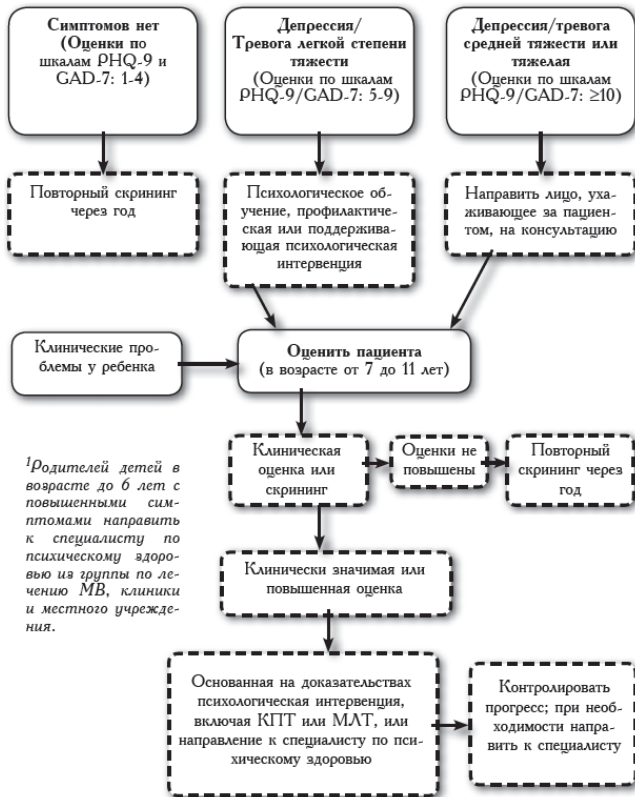 Симптомов нет
(Оценки по
шкалам PHQ-9 и
GAD-7: 1-4)
Депрессия/
Тревога легкой степени
тяжести
(Оценки по шкалам
PHQ-9/GAD-7: 5-9)
Депрессия/тревога
средней тяжести или
тяжелая
(Оценки по шкалам
PHQ-9/GAD-7: ≥10)
Повторный скрининг
через год
Психологическое об-
учение, профилактиче-
ская или поддержива-
ющая психологическая
интервенция
Направить лицо, уха-
живающее за пациен-
том, на консультацию
Клинические про-
блемы у ребенка
Оценить пациента
(в возрасте от 7 до 11 лет)
Клиническая
оценка или
скрининг
Оценки не
повышены
Повторный
скрининг через
год
¹Родителей детей в
возрасте до 6 лет с
повышенными сим-
птомами направить
к специалисту по
психическому здоро-
вью из группы по ле-
чению МВ, клиники
и местного учрежде-
ния.
Клинически значимая или
повышенная оценка
Основанная на доказательствах
психологическая интервенция,
включая КПТ или МЛТ, или
направление к специалисту по пси-
хическому здоровью
Контролировать
прогресс; при необ-
ходимости направ-
ить к специалисту